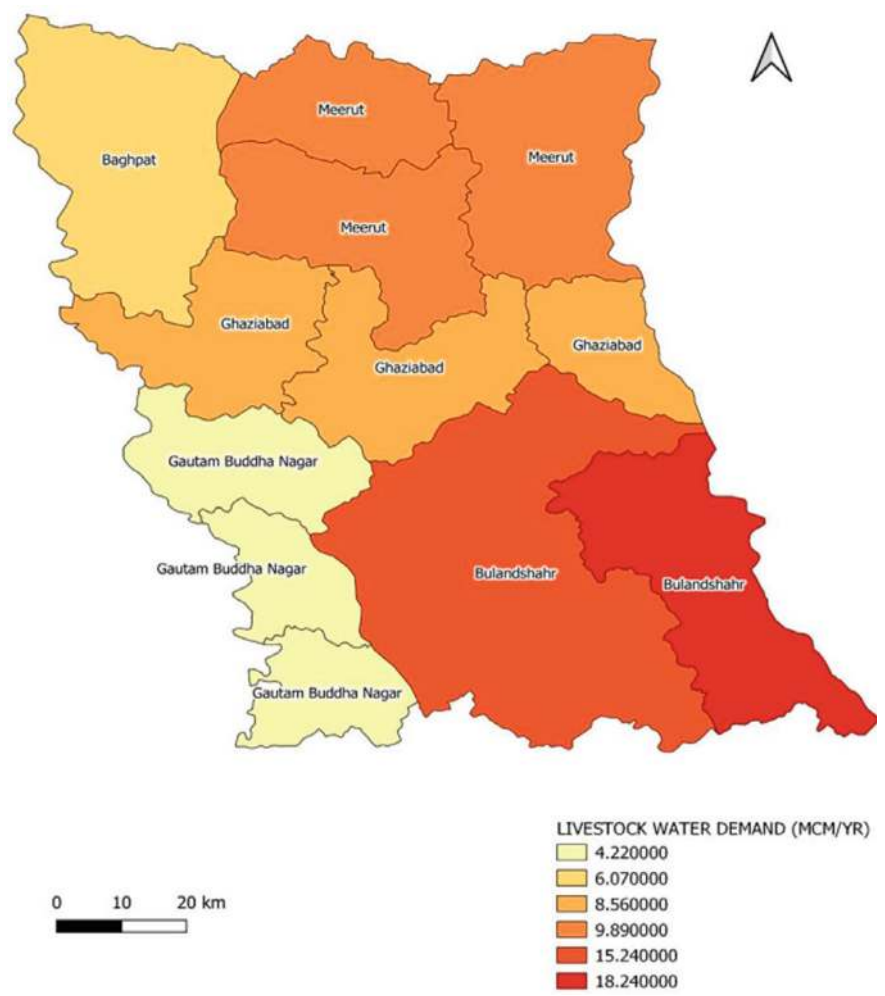 Meerut
Baghpat
Meerut
Meerut
Ghaziabad
Ghaziabad
Ghaziabad
Gautam Buddha Nagar
Gautam Buddha Nagar
Bulandshahr
Bulandshahr
Gautam Buddha Nagar
LIVESTOCK WATER DEMAND (MCM/YR)
4.220000
6.070000
8.560000
9.890000
15.240000
18.240000
0 10 20 km